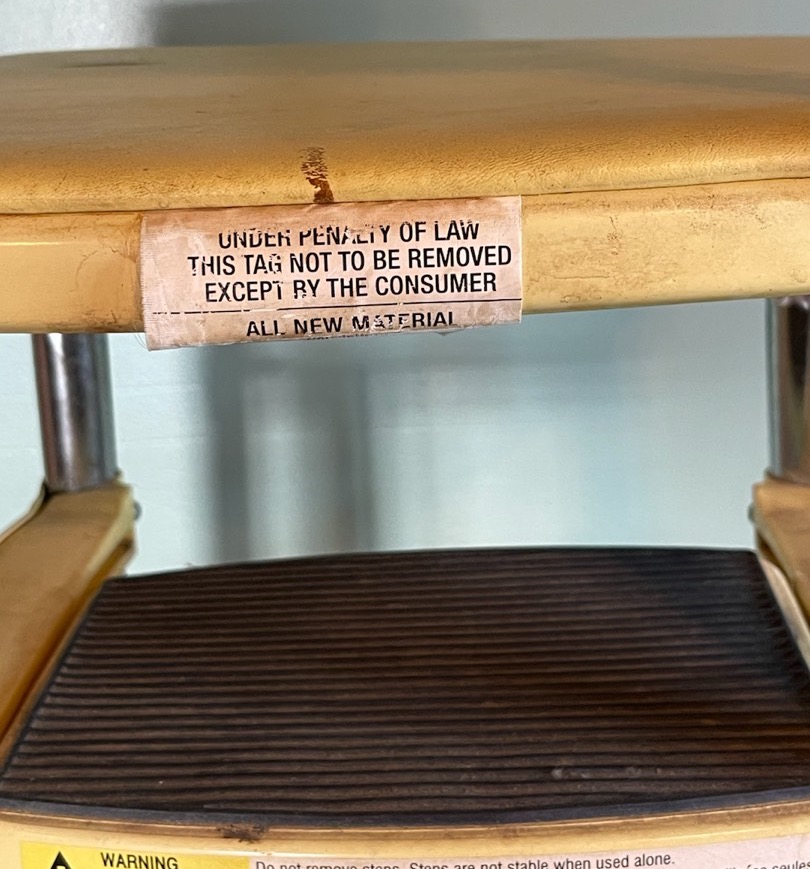 UNDER PENALTY OF LAW
THIS TAG NOT TO BE REMOVED
EXCEPT BY THE CONSUMER
ALL NEW MATERIAL
WARNING
Do not remove steps. Steps are not stable when used alone.
seules